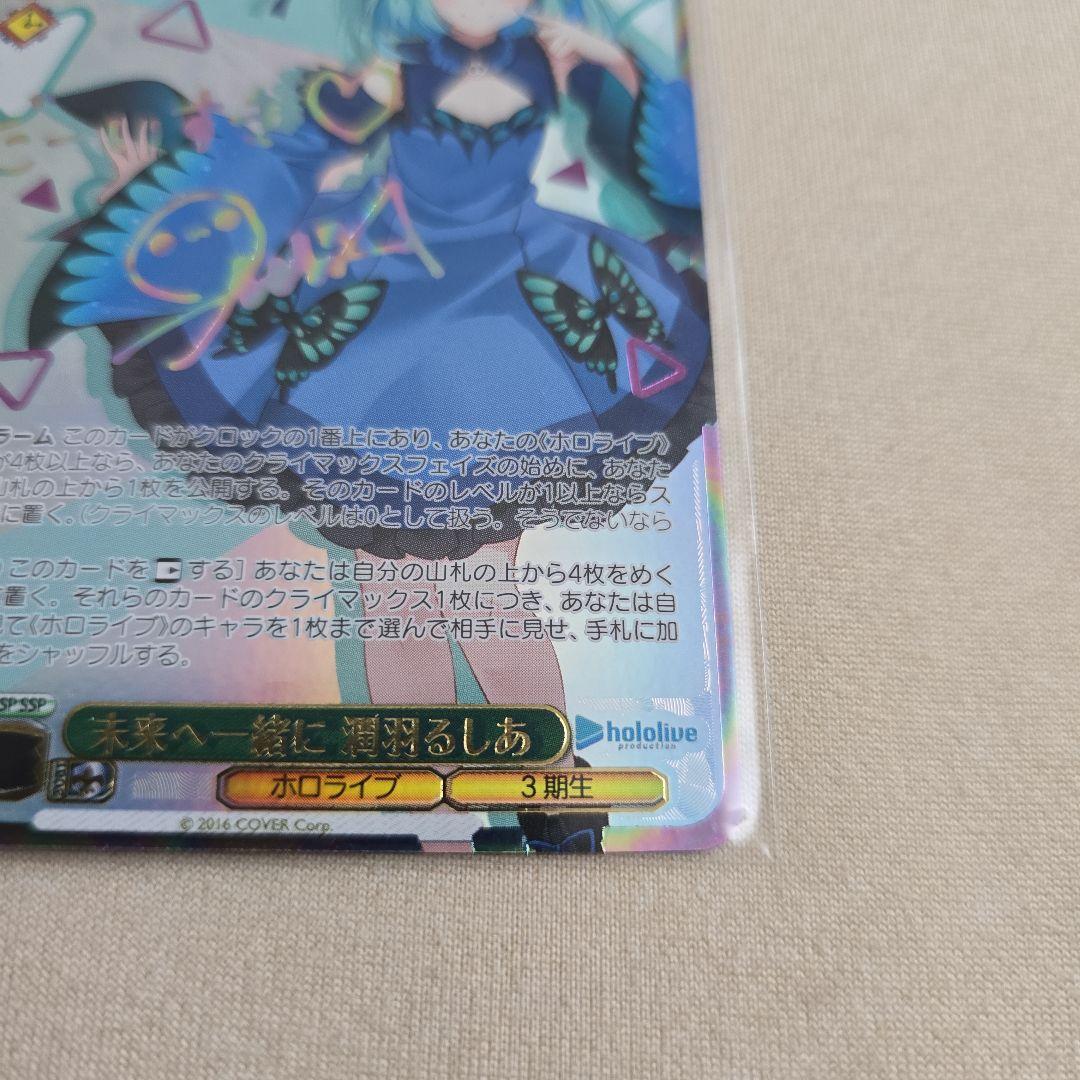 ラーム このカードがクロックの1番上にあり、あなたの《ホロライブ》
が4枚以上なら、あなたのクライマックスフェイズの始めに、あなた
山札の上から1枚を公開する。そのカードのレベルが1以上ならス
に置く。(クライマックスのレベルは0として扱う。そうでないなら
このカードを する] あなたは自分の山札の上から4枚をめく
置く。それらのカードのクライマックス1枚につき、あなたは自
見て《ホロライブ》のキャラを1枚まで選んで相手に見せ、手札に加
をシャッフルする。
SP SSP
未来へ一緒に 潤羽るしあ
hololive
production
ホロライブ
3期生
© 2016 COVER Corp.